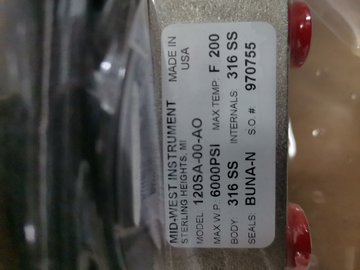 MID-WEST INSTRUMENT
STERLING HEIGHTS, MI MADE IN USA
MODEL 120SA-00-AO
MAX W.P. 6000PSI MAX TEMP. F 200
BODY: 316 SS INTERNALS: 316 SS
SEALS: BUNA-N S.O.#: 970755